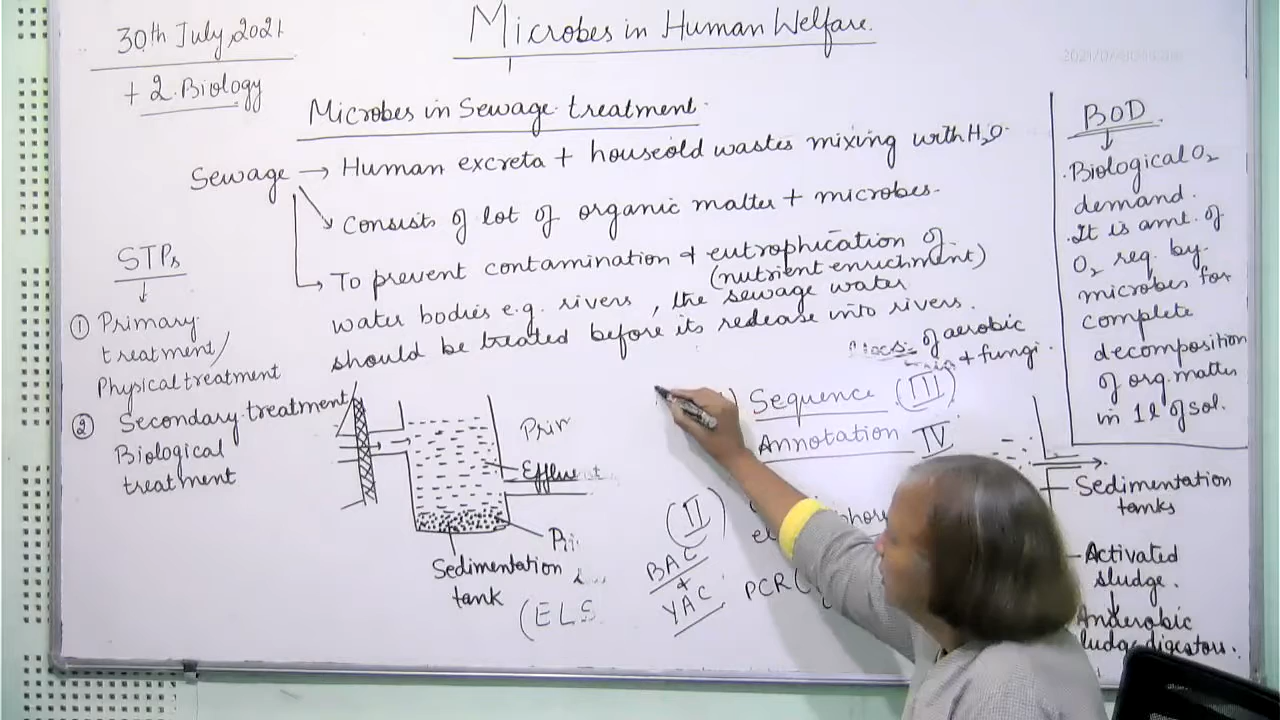 30th July, 2021
+2 Biology
Microbes in Human Welfare.
Microbes in Sewage treatment.
Sewage → Human excreta + houseold wastes mixing with H2O.
Consists of lot of organic matter + microbes.
To prevent contamination & eutrophication of
(nutrient enrichment)
water bodies e.g. rivers, the sewage water
should be treated before its redease into rivers.
STPs
① Primary
treatment/
Physical treatment
② Secondary treatment
Biological
treatment
Prim
Effluent
Pri
Sedimentation
tank
(ELS
of aerobic
+ fungi.
Sequence (III)
Annotation IV
(II)
BAC
+
YAC
PCR(
Sedimentation
tanks
Activated
sludge.
Anaerobic
ludge digestors.
BOD
Biological O2
demand.
It is amt. of
O2 req. by
microbes for
complete
decomposition
of org. matter
in 1l of sol.